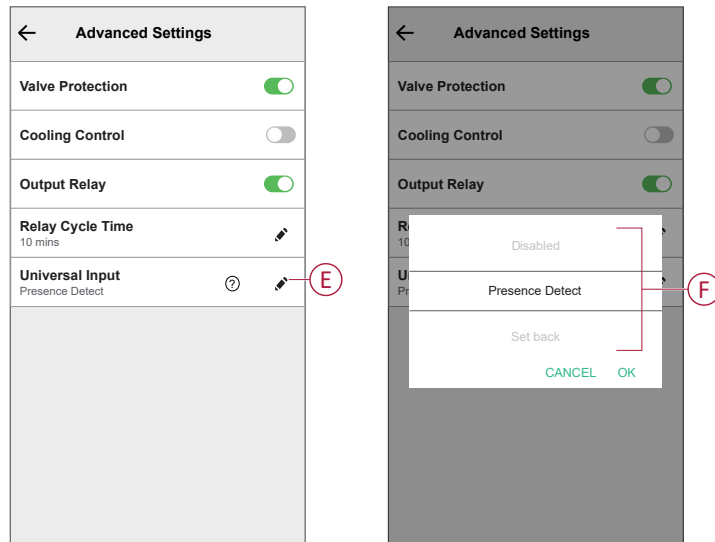 Advanced Settings
Valve Protection
Cooling Control
Output Relay
Relay Cycle Time
10 mins
Universal Input
Presence Detect
?
E
Advanced Settings
Valve Protection
Cooling Control
Output Relay
Disabled
Presence Detect
Set back
CANCEL OK
F